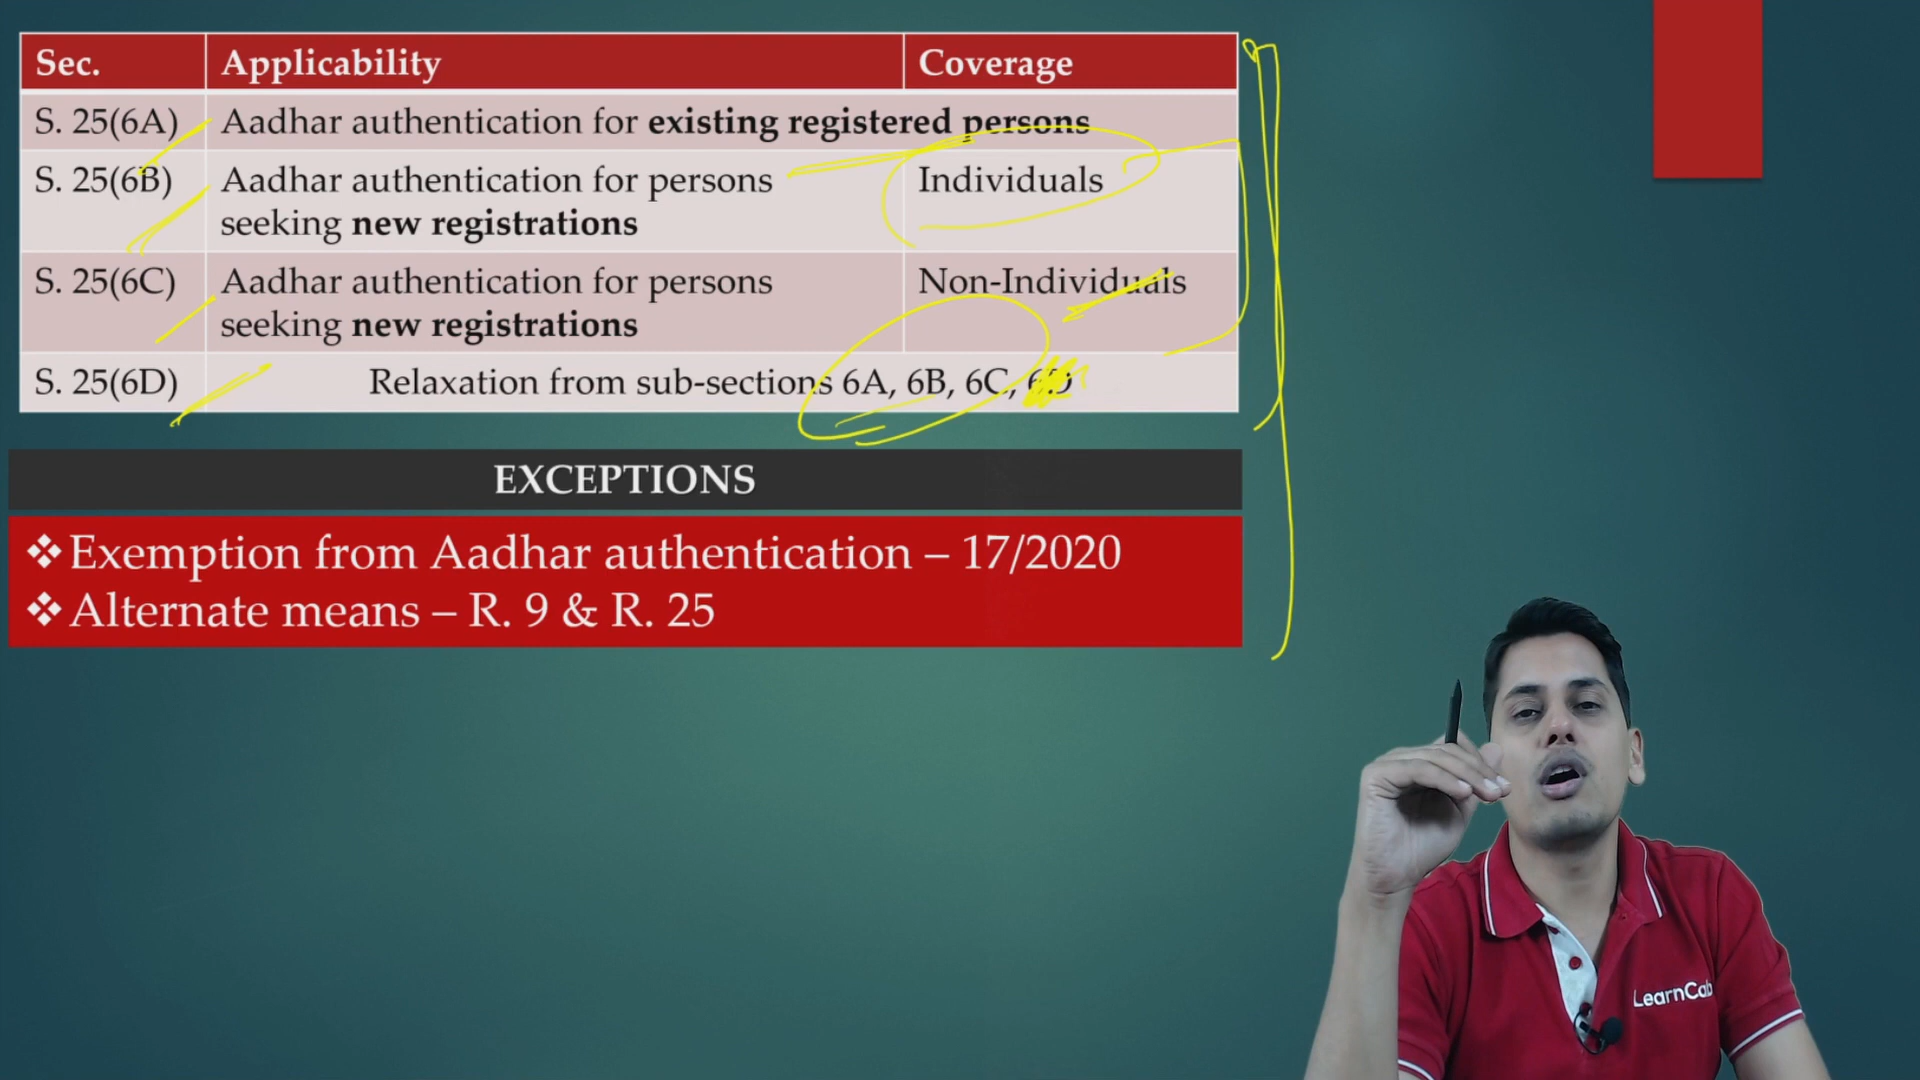 Sec. Applicability Coverage
S. 25(6A) Aadhar authentication for existing registered persons
S. 25(6B) Aadhar authentication for persons Individuals
seeking new registrations
S. 25(6C) Aadhar authentication for persons Non-Individuals
seeking new registrations
S. 25(6D) Relaxation from sub-sections 6A, 6B, 6C, 6D
EXCEPTIONS
❖ Exemption from Aadhar authentication – 17/2020
❖ Alternate means – R. 9 & R. 25
LearnCab